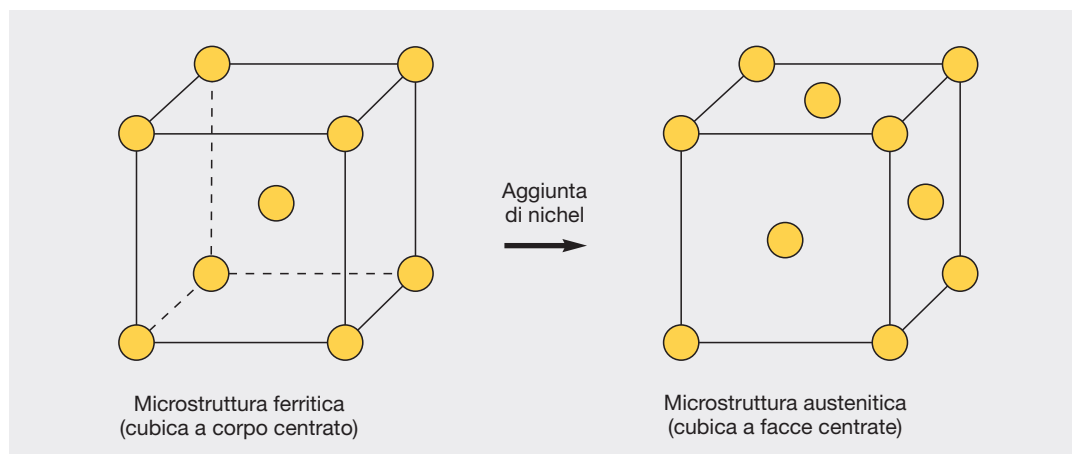 Aggiunta
di nichel
Microstruttura ferritica
(cubica a corpo centrato)
Microstruttura austenitica
(cubica a facce centrate)